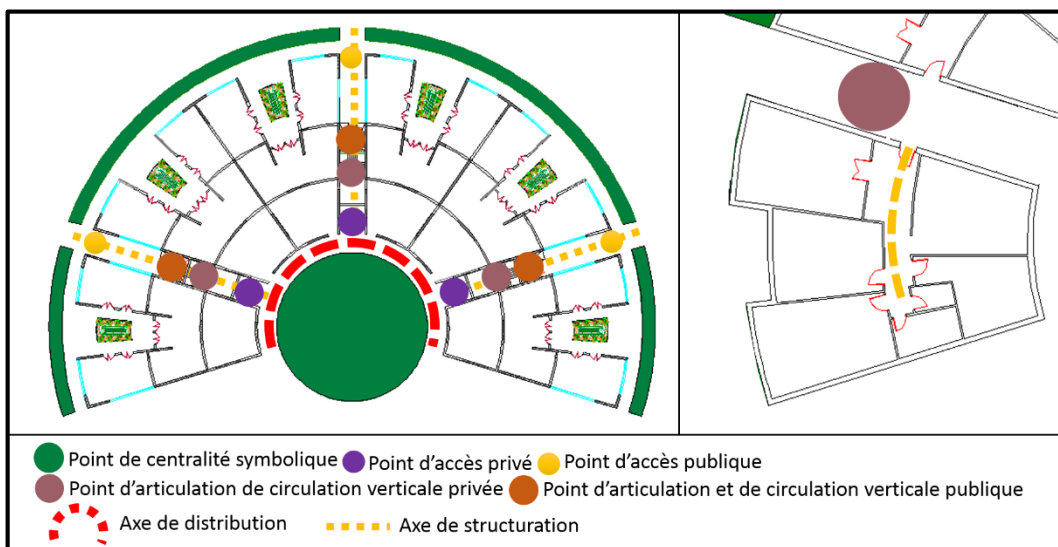 Point de centralité symbolique Point d'accès privé Point d'accès publique
Point d'articulation de circulation verticale privée Point d'articulation et de circulation verticale publique
Axe de distribution Axe de structuration